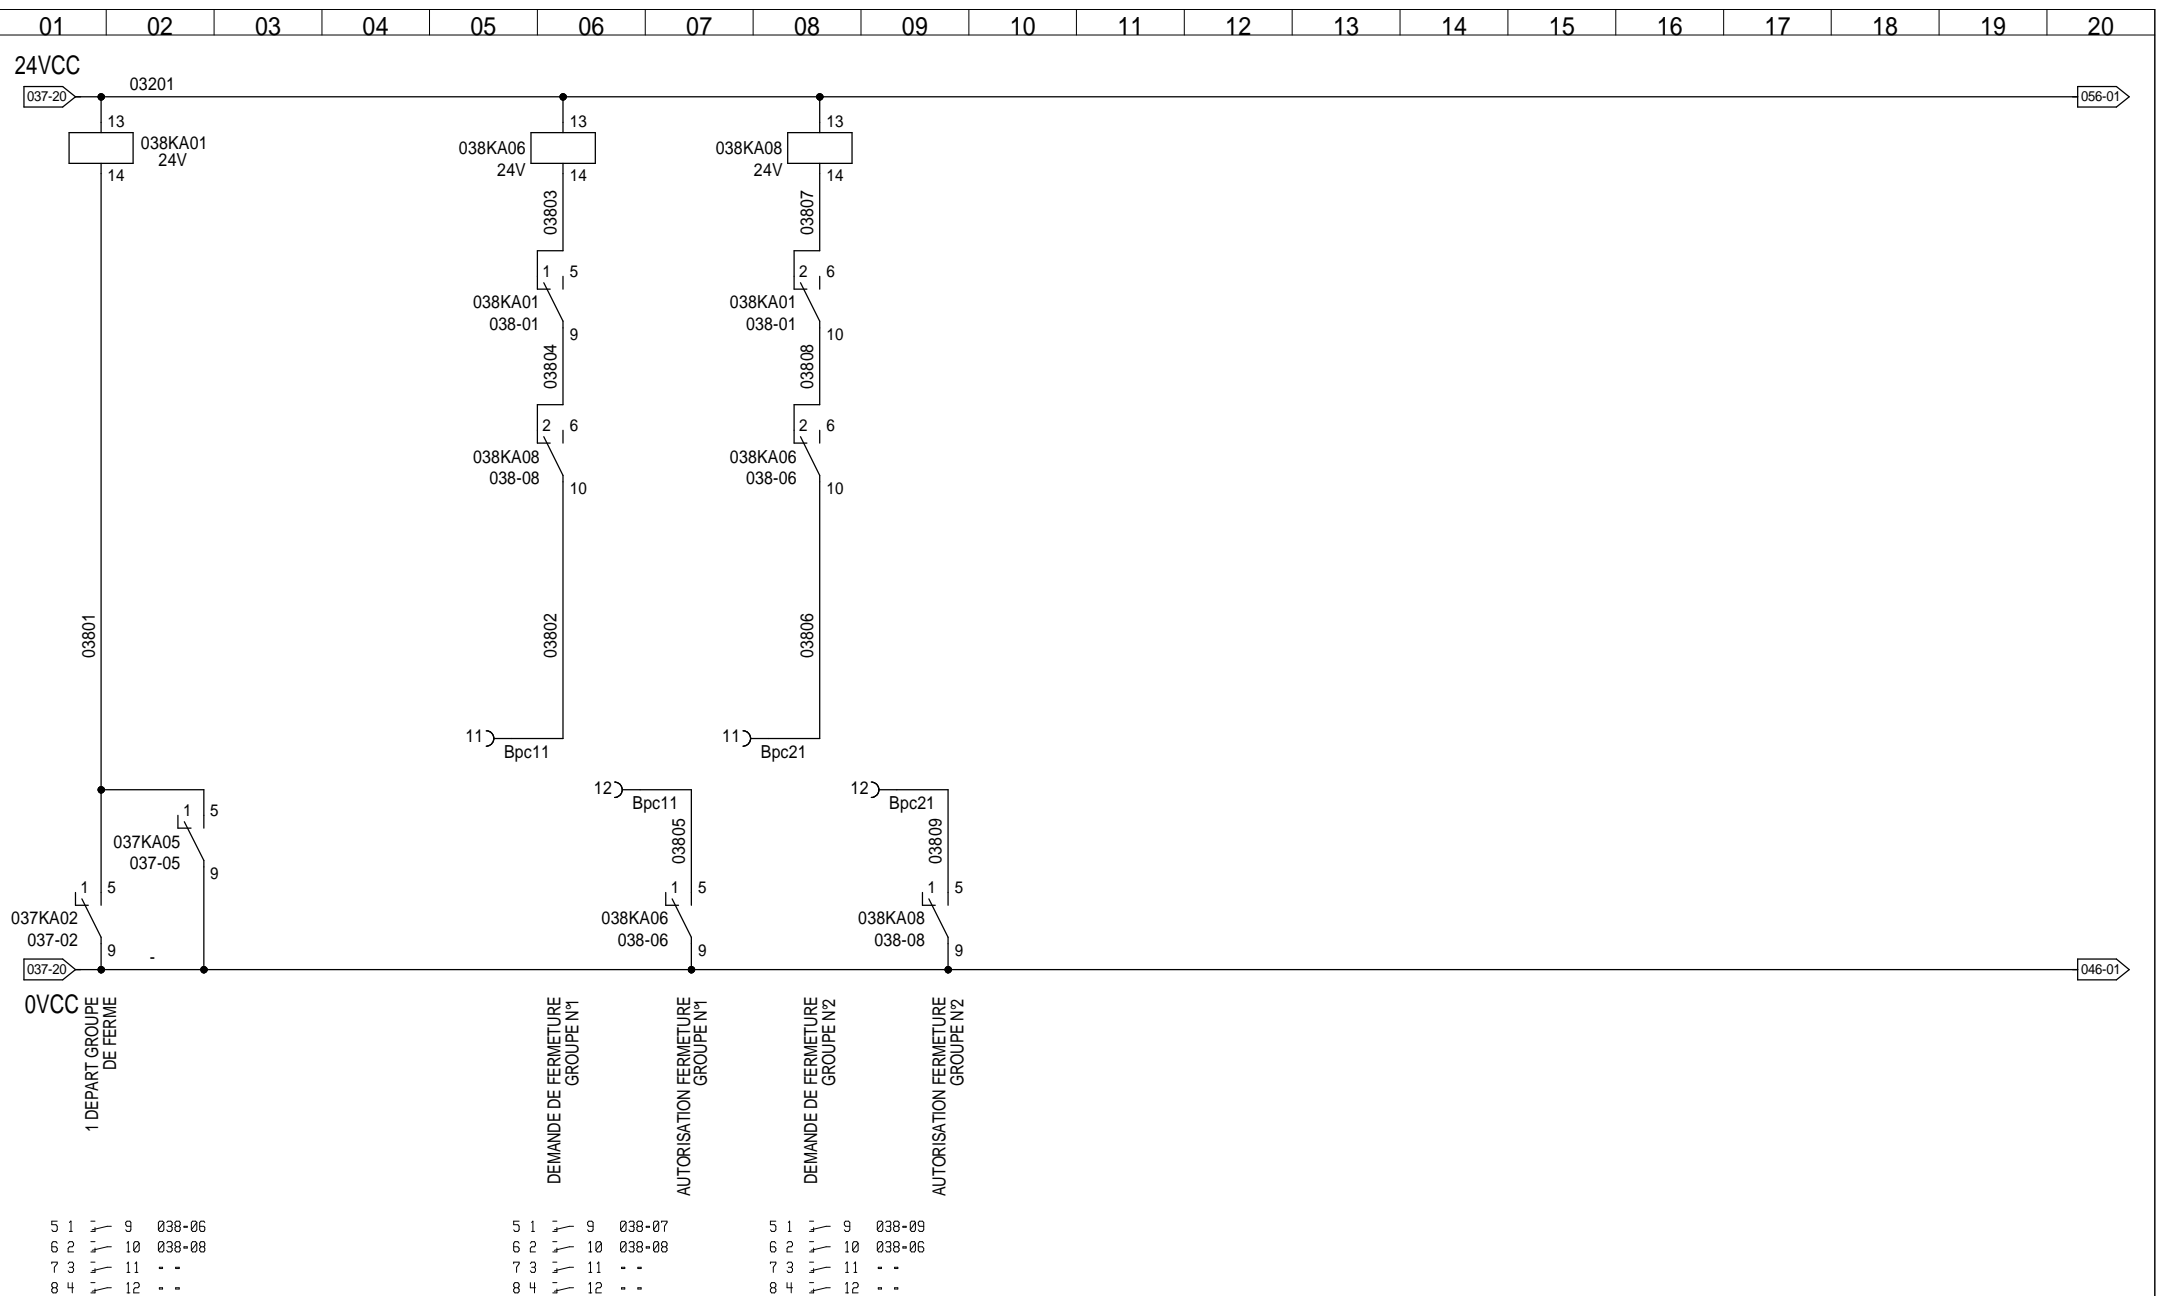 01 02 03 04 05 06 07 08 09 10 11 12 13 14 15 16 17 18 19 20
24VCC
037-20
03201
056-01
13
038KA01
24V
14
13
038KA06
24V
14
13
038KA08
24V
14
03803
03807
1 5
038KA01
038-01
9
2 6
038KA01
038-01
10
03804
03808
2 6
038KA08
038-08
10
2 6
038KA06
038-06
10
03801
03802
03806
11
Bpc11
11
Bpc21
12
Bpc11
12
Bpc21
1 5
037KA05
037-05
9
03805
03809
1 5
037KA02
037-02
9
-
1 5
038KA06
038-06
9
1 5
038KA08
038-08
9
037-20
046-01
0VCC
1 DEPART GROUPE
DE FERME
DEMANDE DE FERMETURE
GROUPE N°1
AUTORISATION FERMETURE
GROUPE N°1
DEMANDE DE FERMETURE
GROUPE N°2
AUTORISATION FERMETURE
GROUPE N°2
5 1 9 038-06
6 2 10 038-08
7 3 11 - -
8 4 12 - -
5 1 9 038-07
6 2 10 038-08
7 3 11 - -
8 4 12 - -
5 1 9 038-09
6 2 10 038-06
7 3 11 - -
8 4 12 - -